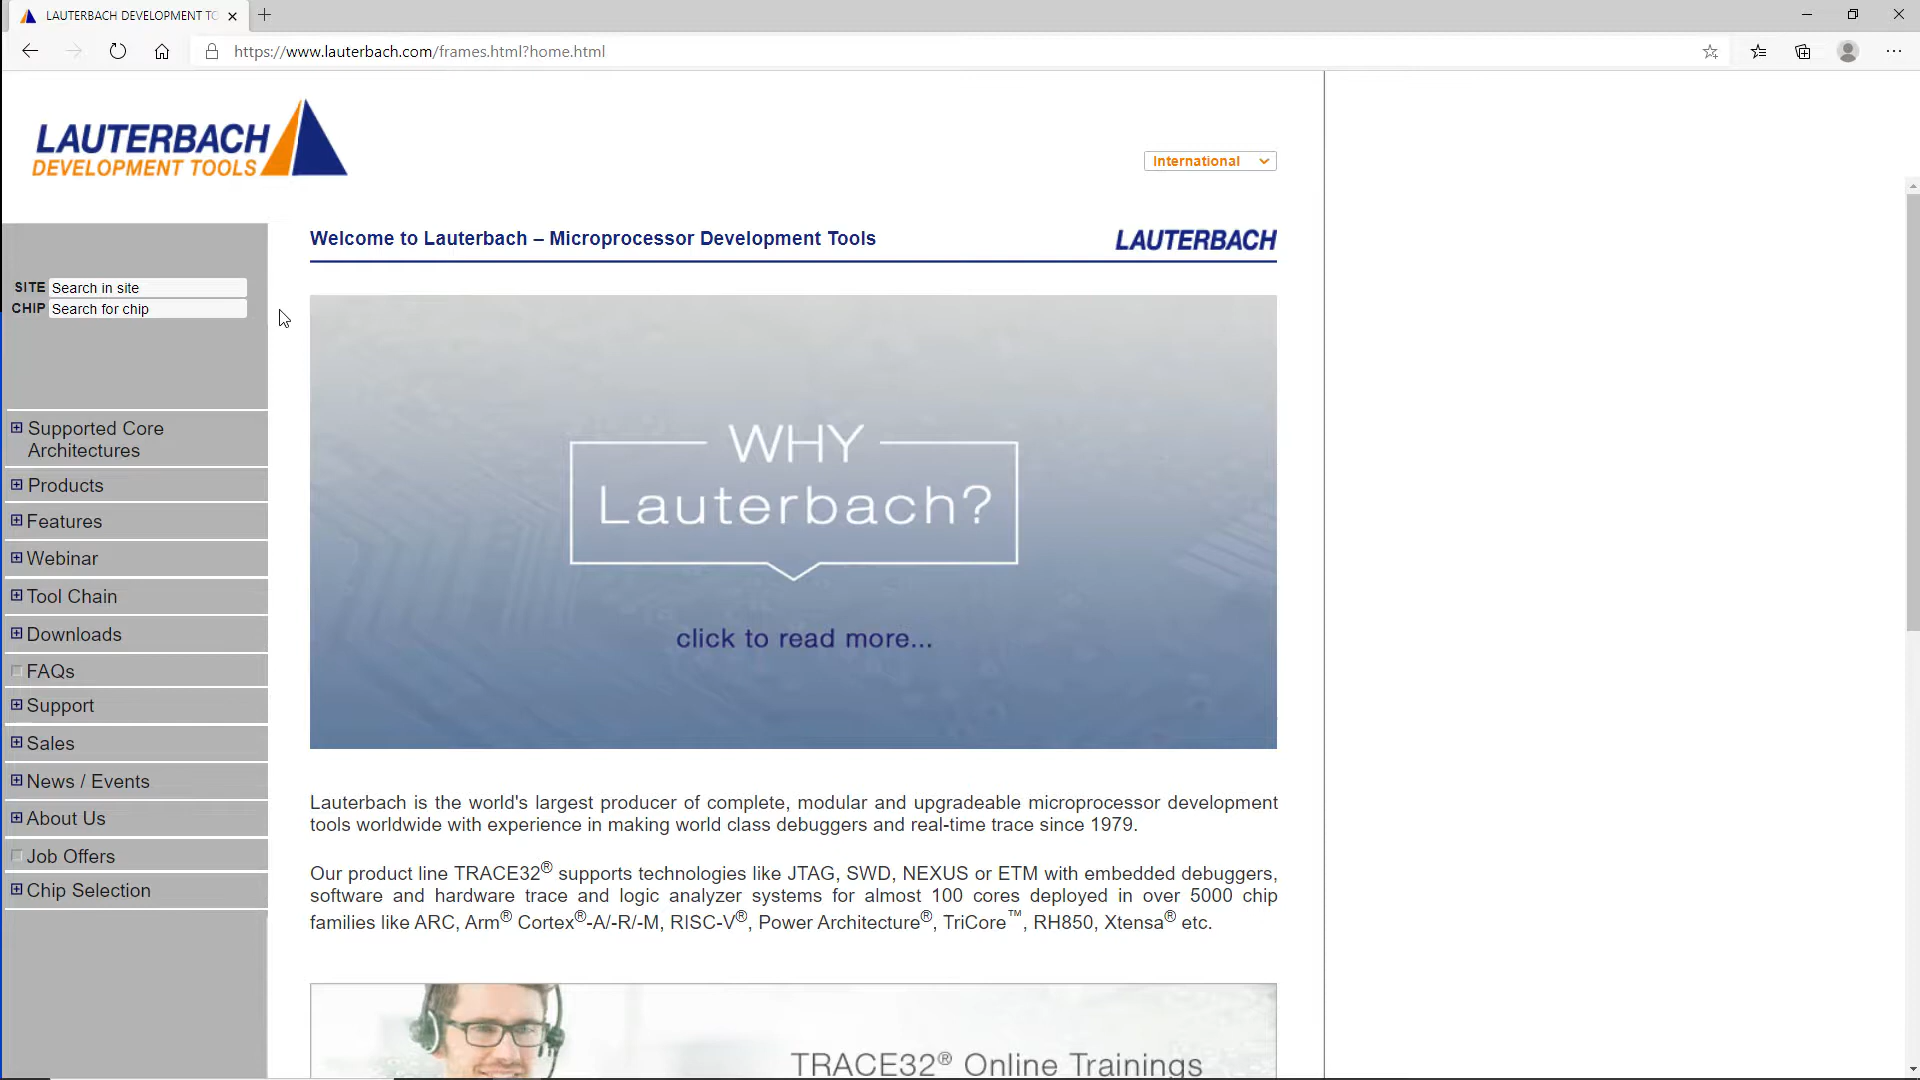 LAUTERBACH DEVELOPMENT TO
https://www.lauterbach.com/frames.html?home.html
LAUTERBACH
DEVELOPMENT TOOLS
International
Welcome to Lauterbach – Microprocessor Development Tools
LAUTERBACH
SITE Search in site
CHIP Search for chip
Supported Core
Architectures
Products
Features
Webinar
Tool Chain
Downloads
FAQs
Support
Sales
News / Events
About Us
Job Offers
Chip Selection
WHY
Lauterbach?
click to read more...
Lauterbach is the world's largest producer of complete, modular and upgradeable microprocessor development
tools worldwide with experience in making world class debuggers and real-time trace since 1979.
Our product line TRACE32® supports technologies like JTAG, SWD, NEXUS or ETM with embedded debuggers,
software and hardware trace and logic analyzer systems for almost 100 cores deployed in over 5000 chip
families like ARC, Arm® Cortex®-A/-R/-M, RISC-V®, Power Architecture®, TriCore™, RH850, Xtensa® etc.
TRACE32® Online Trainings